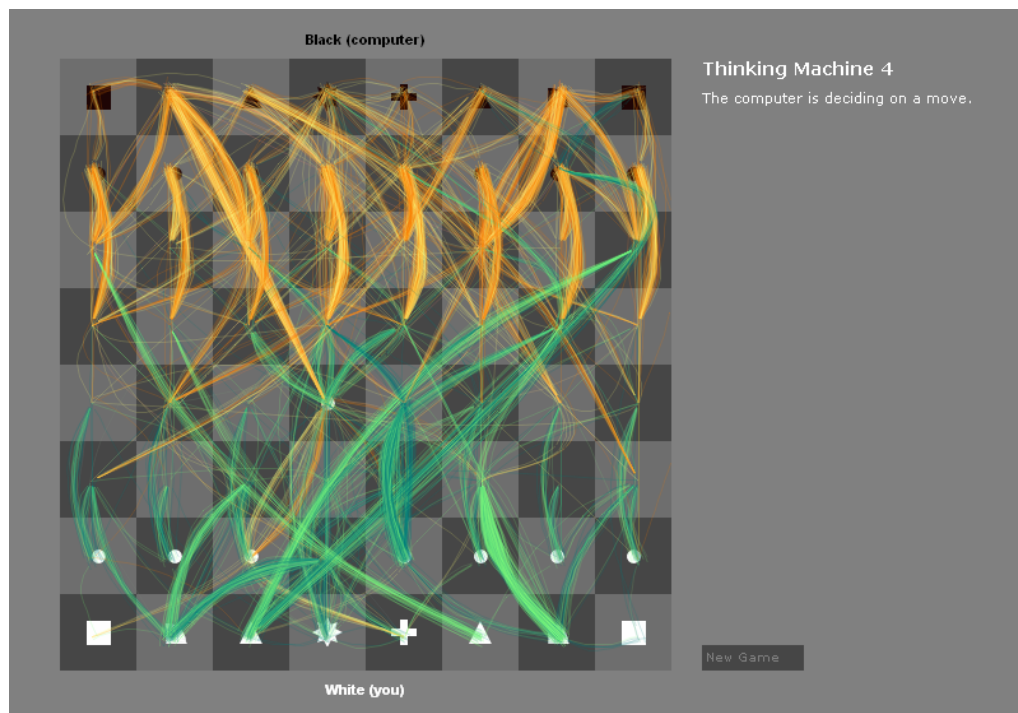 Black (computer)
Thinking Machine 4
The computer is deciding on a move.
New Game
White (you)